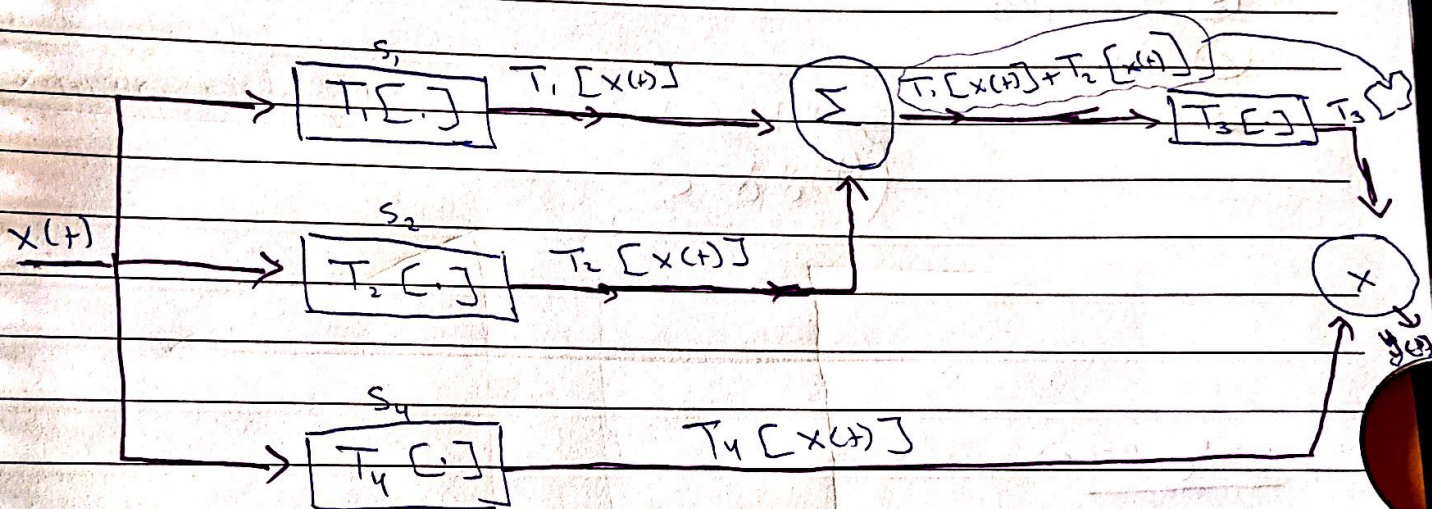 S₁
T₁ [.]
T₁ [x(t)]
Σ
T₁ [x(t)] + T₂ [x(t)]
T₃ [.]
T₃ [ ]
x(t)
S₂
T₂ [.]
T₂ [x(t)]
x
y(t)
S₄
T₄ [.]
T₄ [x(t)]